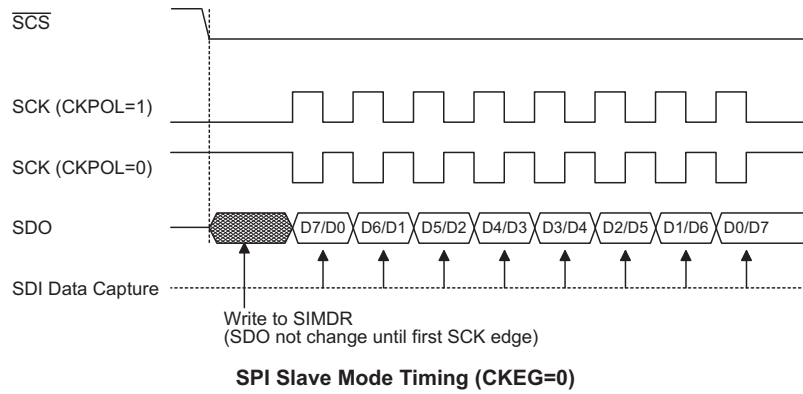 SCS
SCK (CKPOL=1)
SCK (CKPOL=0)
SDO
D7/D0 D6/D1 D5/D2 D4/D3 D3/D4 D2/D5 D1/D6 D0/D7
SDI Data Capture
Write to SIMDR
(SDO not change until first SCK edge)
SPI Slave Mode Timing (CKEG=0)